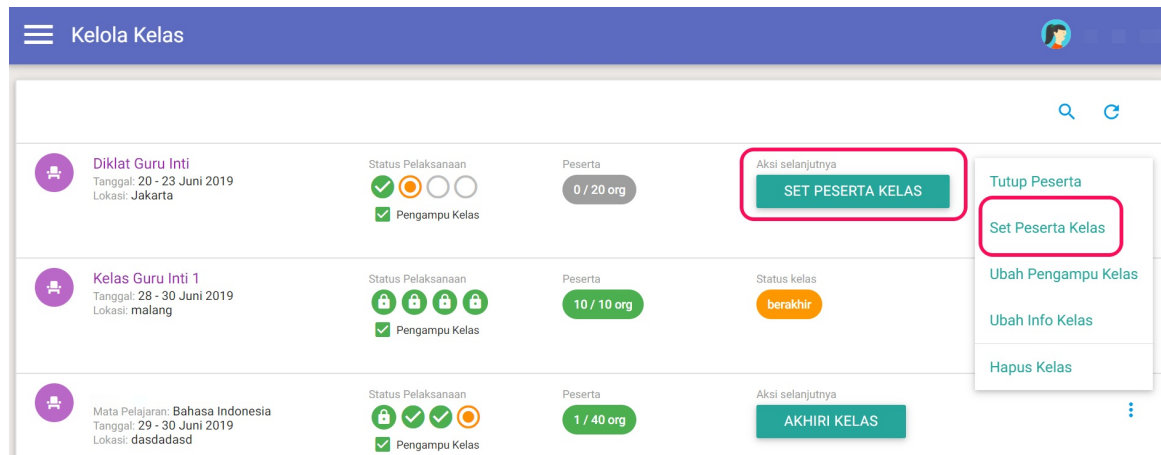 Kelola Kelas
Diklat Guru Inti
Tanggal: 20 - 23 Juni 2019
Lokasi: Jakarta
Status Pelaksanaan
Pengampu Kelas
Peserta
0 / 20 org
Aksi selanjutnya
SET PESERTA KELAS
Tutup Peserta
Set Peserta Kelas
Ubah Pengampu Kelas
Ubah Info Kelas
Hapus Kelas
Kelas Guru Inti 1
Tanggal: 28 - 30 Juni 2019
Lokasi: malang
Status Pelaksanaan
Pengampu Kelas
Peserta
10 / 10 org
Status kelas
berakhir
Mata Pelajaran: Bahasa Indonesia
Tanggal: 29 - 30 Juni 2019
Lokasi: dasdadasd
Status Pelaksanaan
Pengampu Kelas
Peserta
1 / 40 org
Aksi selanjutnya
AKHIRI KELAS